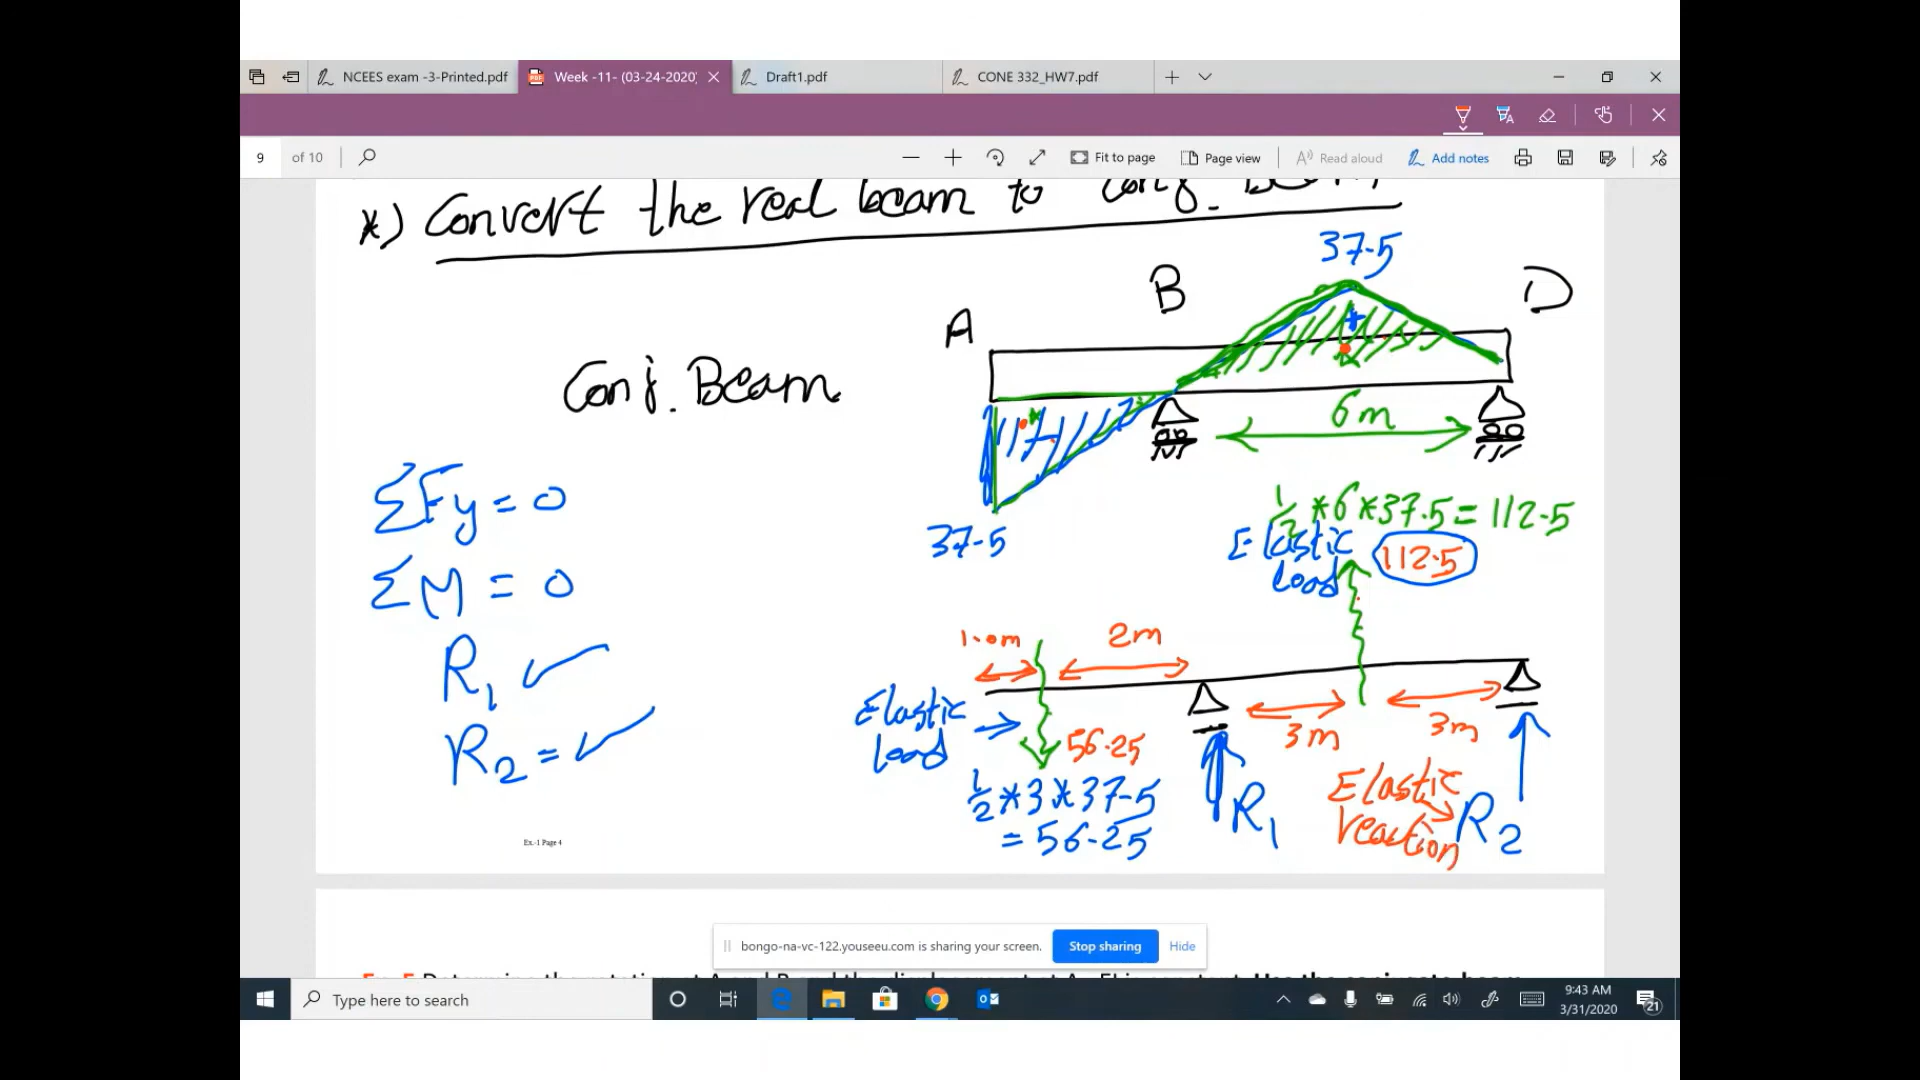 NCEES exam -3-Printed.pdf
Week -11- (03-24-2020)
Draft1.pdf
CONE 332_HW7.pdf
9 of 10
Fit to page
Page view
Read aloud
Add notes
*) Convert the real beam to Conj. Beam
37.5
A
B
D
Conj. Beam
+
6m
37.5
ΣFy = 0
ΣM = 0
R1
R2 =
1/2 * 6 * 37.5 = 112.5
Elastic load
112.5
1.0m
2m
Elastic load
56.25
3m
3m
1/2 * 3 * 37.5
= 56.25
R1
Elastic reaction
R2
Ex.-1 Page 4
bongo-na-vc-122.youseeu.com is sharing your screen.
Stop sharing
Hide
Type here to search
9:43 AM
3/31/2020
21